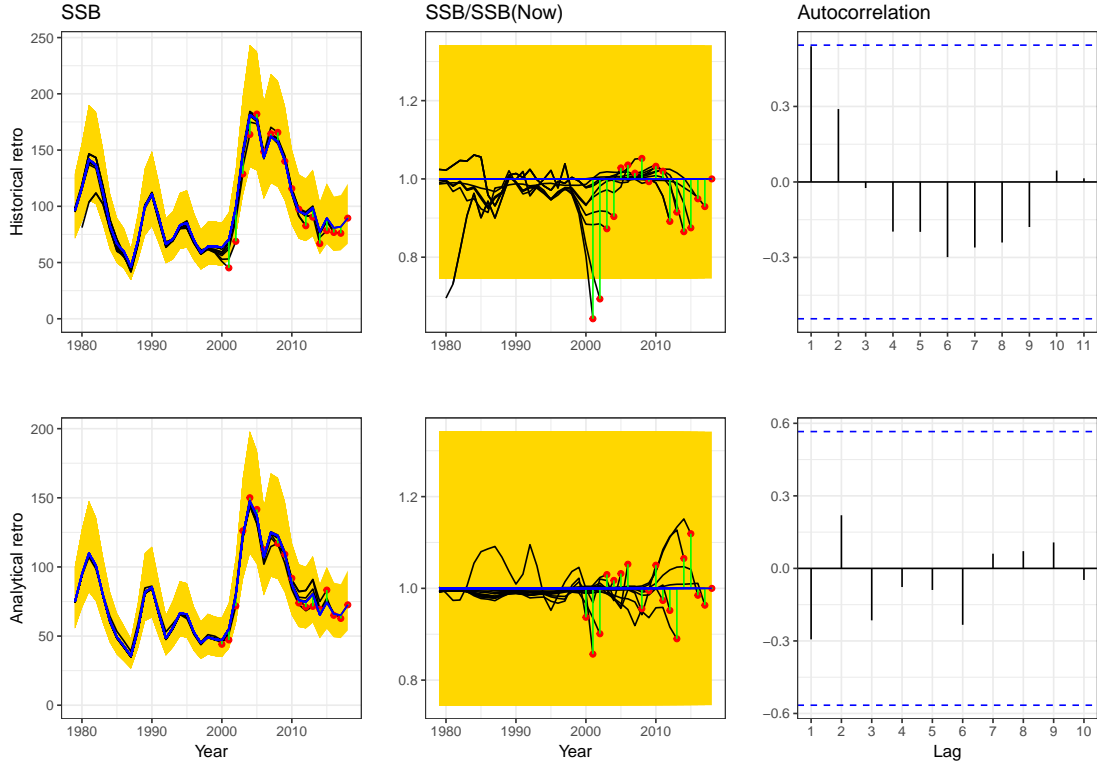 SSB
SSB/SSB(Now)
Autocorrelation
Historical retro
250
200
150
100
50
0
1980 1990 2000 2010
1.2
1.0
0.8
1980 1990 2000 2010
0.3
0.0
−0.3
1 2 3 4 5 6 7 8 9 10 11
Analytical retro
200
150
100
50
0
1980 1990 2000 2010
Year
1.2
1.0
0.8
1980 1990 2000 2010
Year
0.6
0.3
0.0
−0.3
−0.6
1 2 3 4 5 6 7 8 9 10
Lag